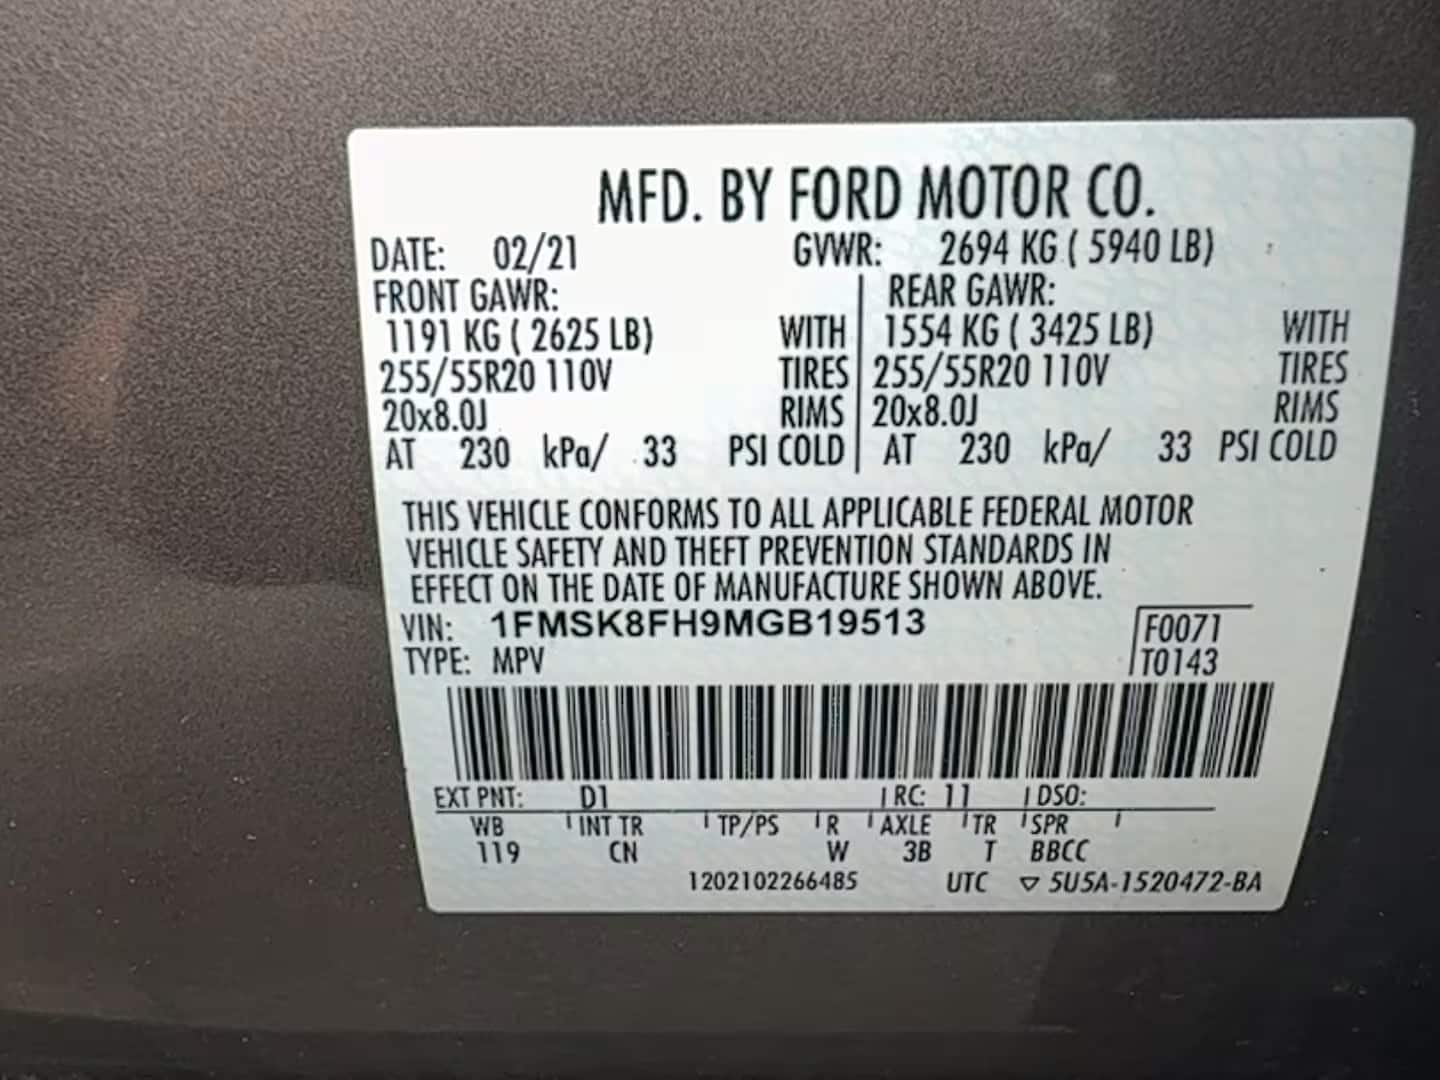 MFD. BY FORD MOTOR CO.
DATE: 02/21 GVWR: 2694 KG ( 5940 LB)
FRONT GAWR: REAR GAWR:
1191 KG ( 2625 LB) WITH 1554 KG ( 3425 LB) WITH
255/55R20 110V TIRES 255/55R20 110V TIRES
20x8.0J RIMS 20x8.0J RIMS
AT 230 kPa/ 33 PSI COLD AT 230 kPa/ 33 PSI COLD
THIS VEHICLE CONFORMS TO ALL APPLICABLE FEDERAL MOTOR
VEHICLE SAFETY AND THEFT PREVENTION STANDARDS IN
EFFECT ON THE DATE OF MANUFACTURE SHOWN ABOVE.
VIN: 1FMSK8FH9MGB19513 F0071
TYPE: MPV T0143
EXT PNT: D1 RC: 11 DSO:
WB INT TR TP/PS R AXLE TR SPR
119 CN W 3B T BBCC
1202102266485 UTC ▽ 5U5A-1520472-BA